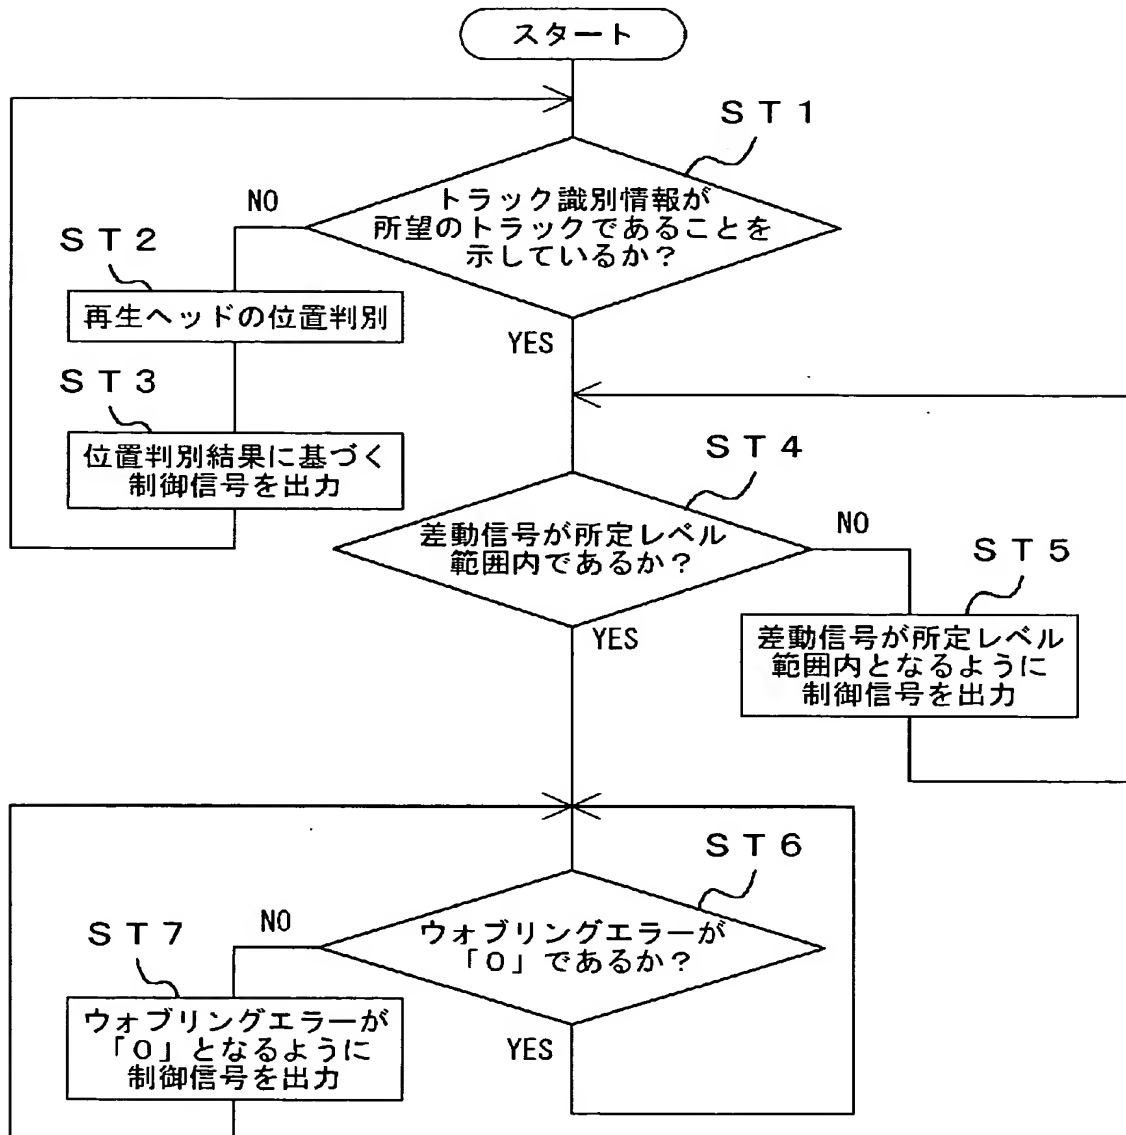 スタート
ST1
トラック識別情報が
所望のトラックであることを
示しているか?
NO
YES
ST2
再生ヘッドの位置判別
ST3
位置判別結果に基づく
制御信号を出力
ST4
差動信号が所定レベル
範囲内であるか?
NO
YES
ST5
差動信号が所定レベル
範囲内となるように
制御信号を出力
ST6
ウォブリングエラーが
「0」であるか?
NO
YES
ST7
ウォブリングエラーが
「0」となるように
制御信号を出力